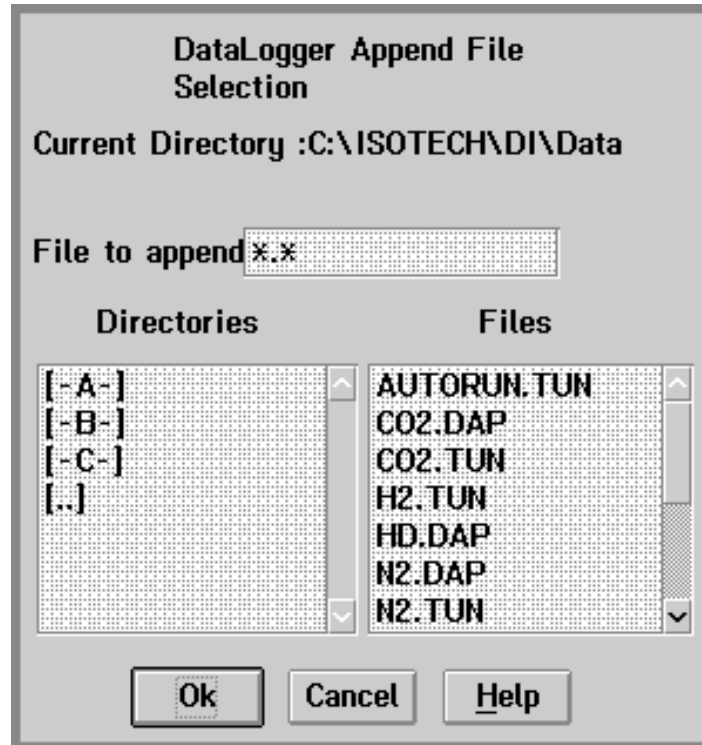 DataLogger Append File
Selection
Current Directory :C:\ISOTECH\DI\Data
File to append *.*
Directories
Files
[-A-]
[-B-]
[-C-]
[..]
AUTORUN.TUN
CO2.DAP
CO2.TUN
H2.TUN
HD.DAP
N2.DAP
N2.TUN
Ok
Cancel
Help